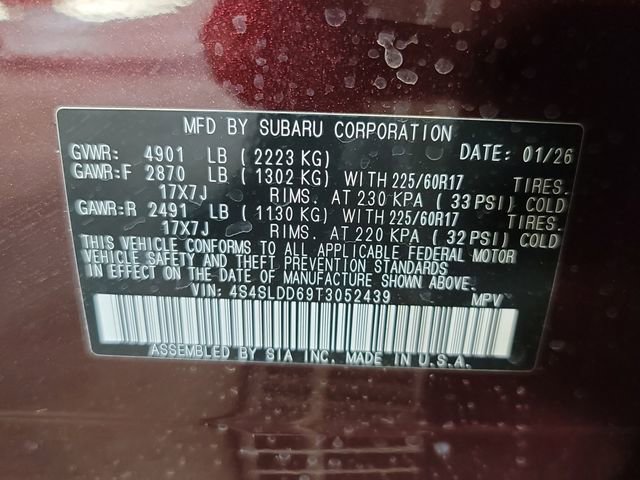 MFD BY SUBARU CORPORATION
GVWR: 4901 LB ( 2223 KG) DATE: 01/26
GAWR:F 2870 LB ( 1302 KG) WITH 225/60R17 TIRES.
17X7J RIMS. AT 230 KPA ( 33 PSI) COLD
GAWR:R 2491 LB ( 1130 KG) WITH 225/60R17 TIRES.
17X7J RIMS. AT 220 KPA ( 32 PSI) COLD
THIS VEHICLE CONFORMS TO ALL APPLICABLE FEDERAL MOTOR
VEHICLE SAFETY AND THEFT PREVENTION STANDARDS
IN EFFECT ON THE DATE OF MANUFACTURE SHOWN ABOVE.
VIN: 4S4SLDD69T3052439 MPV
ASSEMBLED BY SIA INC. MADE IN U.S.A.